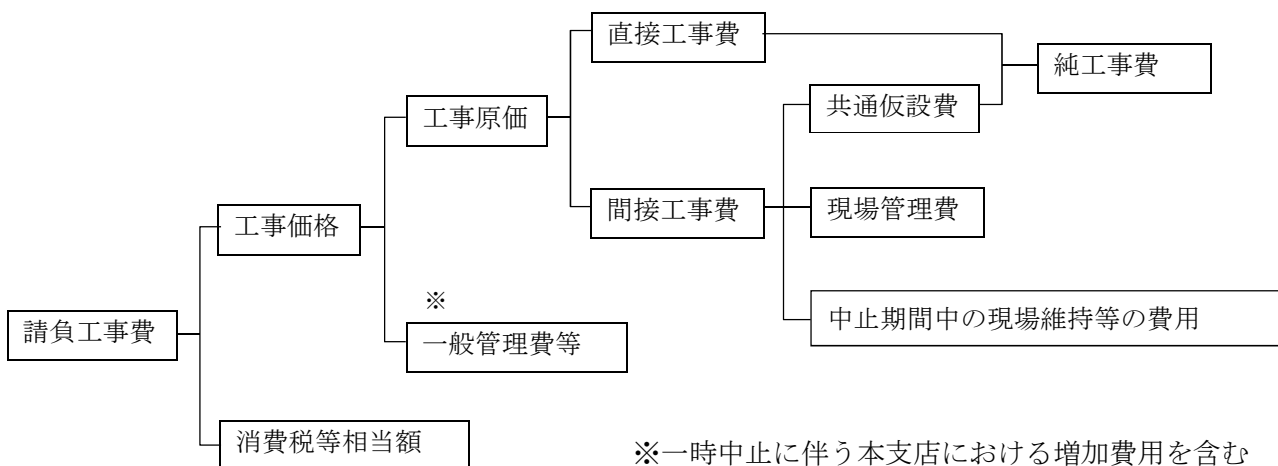 直接工事費
純工事費
共通仮設費
工事原価
間接工事費
現場管理費
工事価格
※
中止期間中の現場維持等の費用
請負工事費
一般管理費等
消費税等相当額
※一時中止に伴う本支店における増加費用を含む